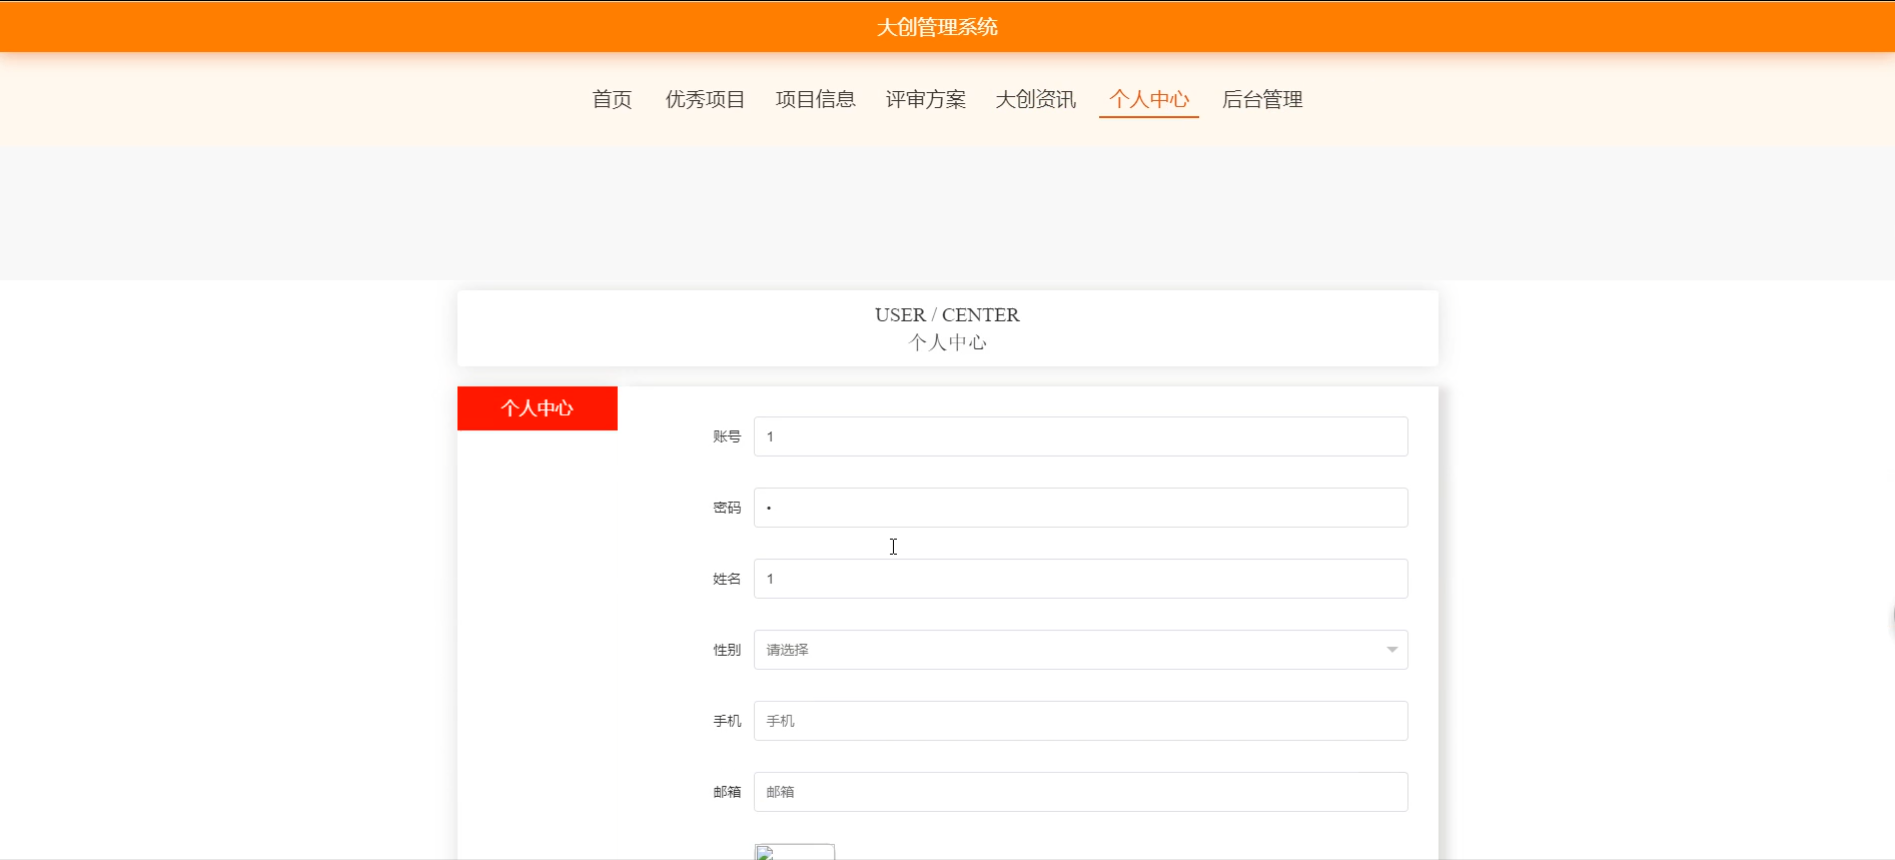 大创管理系统
首页 优秀项目 项目信息 评审方案 大创资讯 个人中心 后台管理
USER / CENTER
个人中心
个人中心
账号 1
密码 •
姓名 1
性别 请选择
手机 手机
邮箱 邮箱